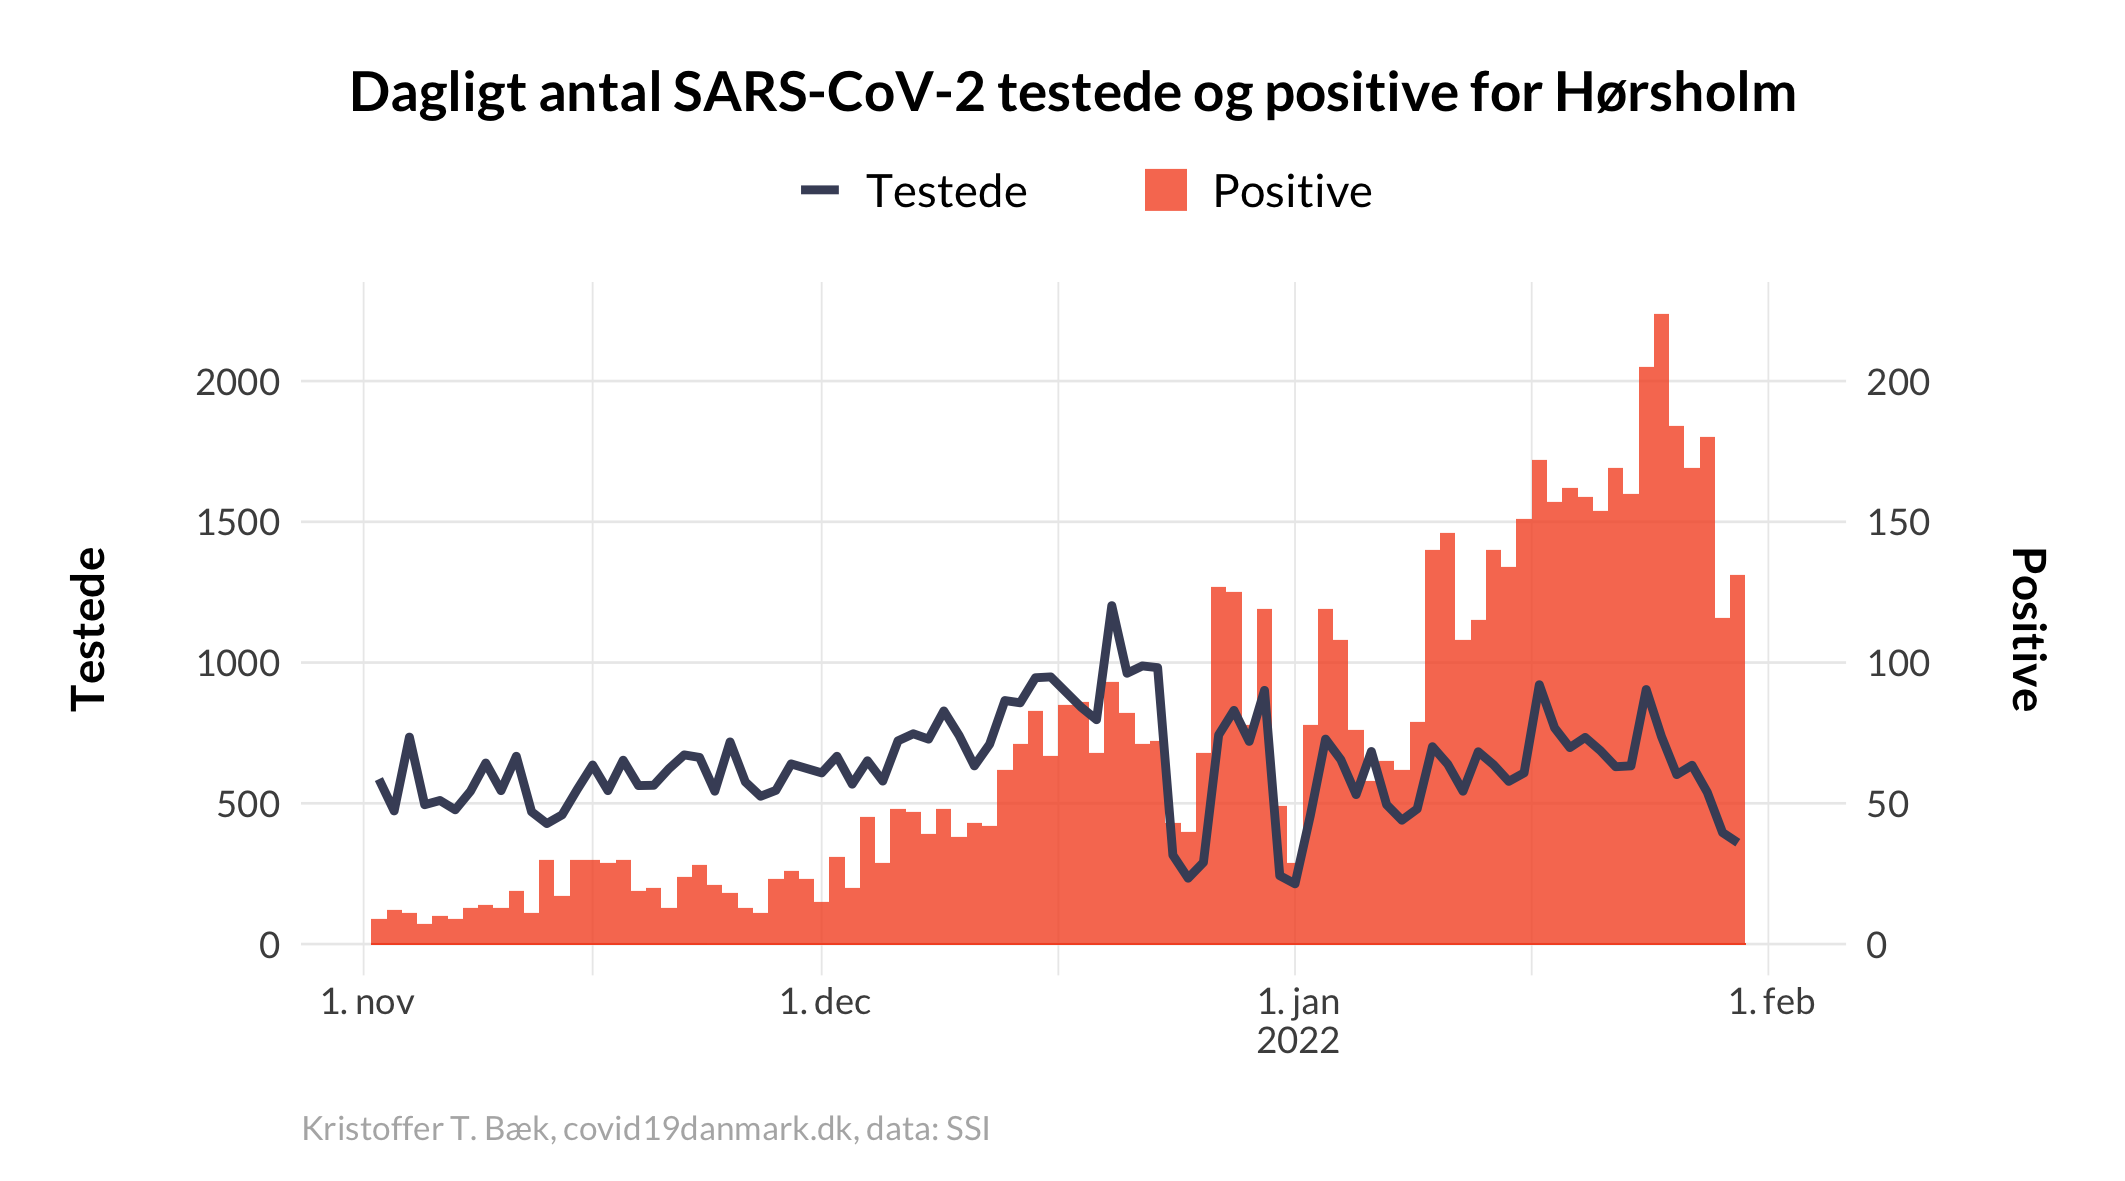 Dagligt antal SARS-CoV-2 testede og positive for Hørsholm
Testede
Positive
Testede
2000
1500
1000
500
0
200
150
100
50
0
Positive
1. nov
1. dec
1. jan
2022
1. feb
Kristoffer T. Bæk, covid19danmark.dk, data: SSI